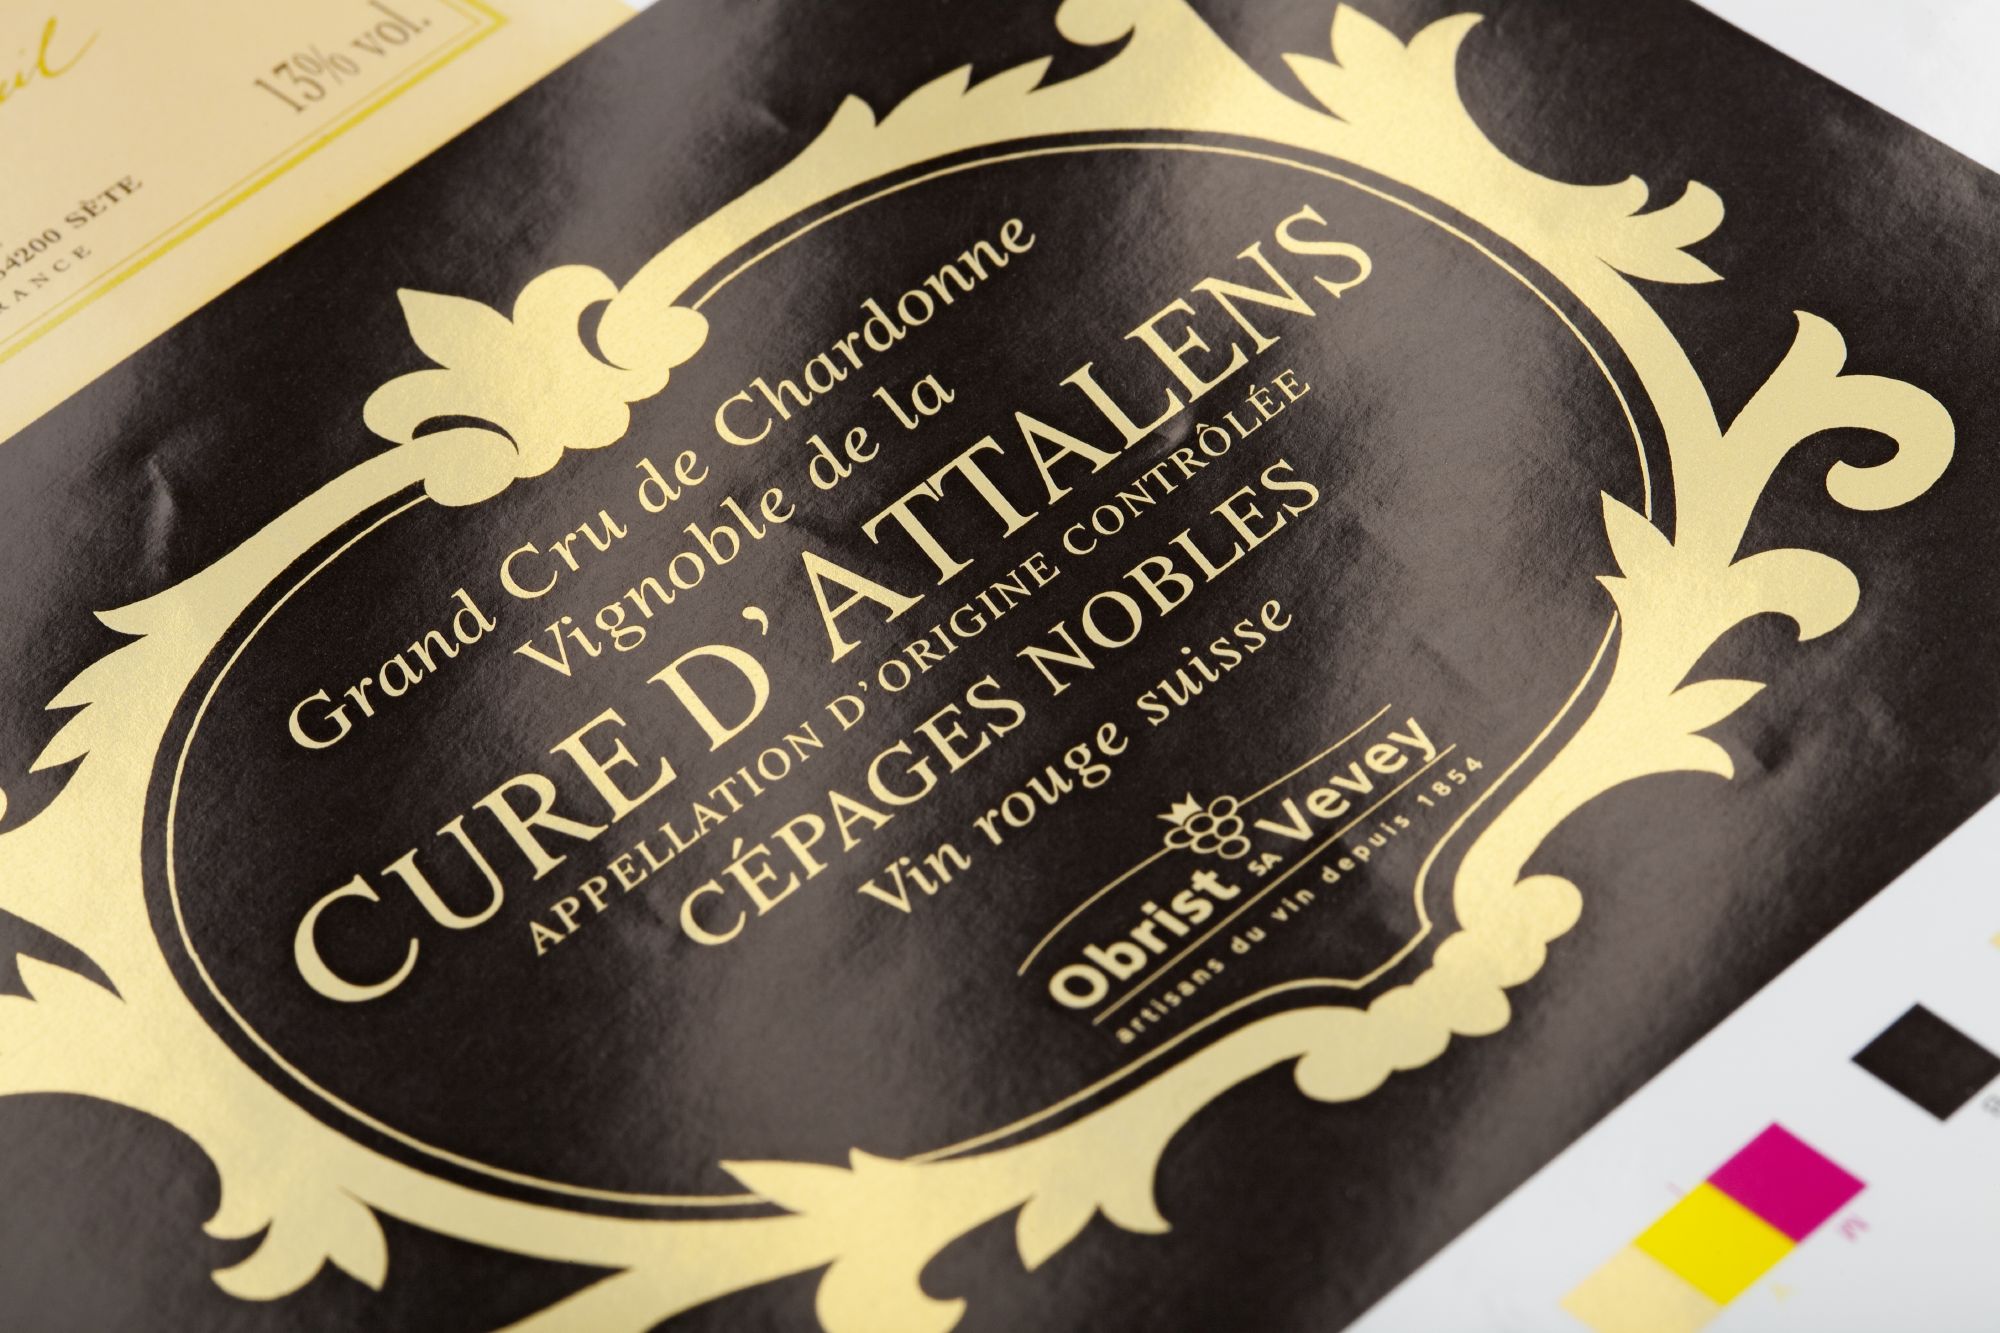 13% vol.
SÈTE
Grand Cru de Chardonne
Vignoble de la
CURE D'ATTALENS
APPELLATION D'ORIGINE CONTRÔLÉE
CÉPAGES NOBLES
Vin rouge suisse
Obrist SA Vevey
artisans du vin depuis 1854
M